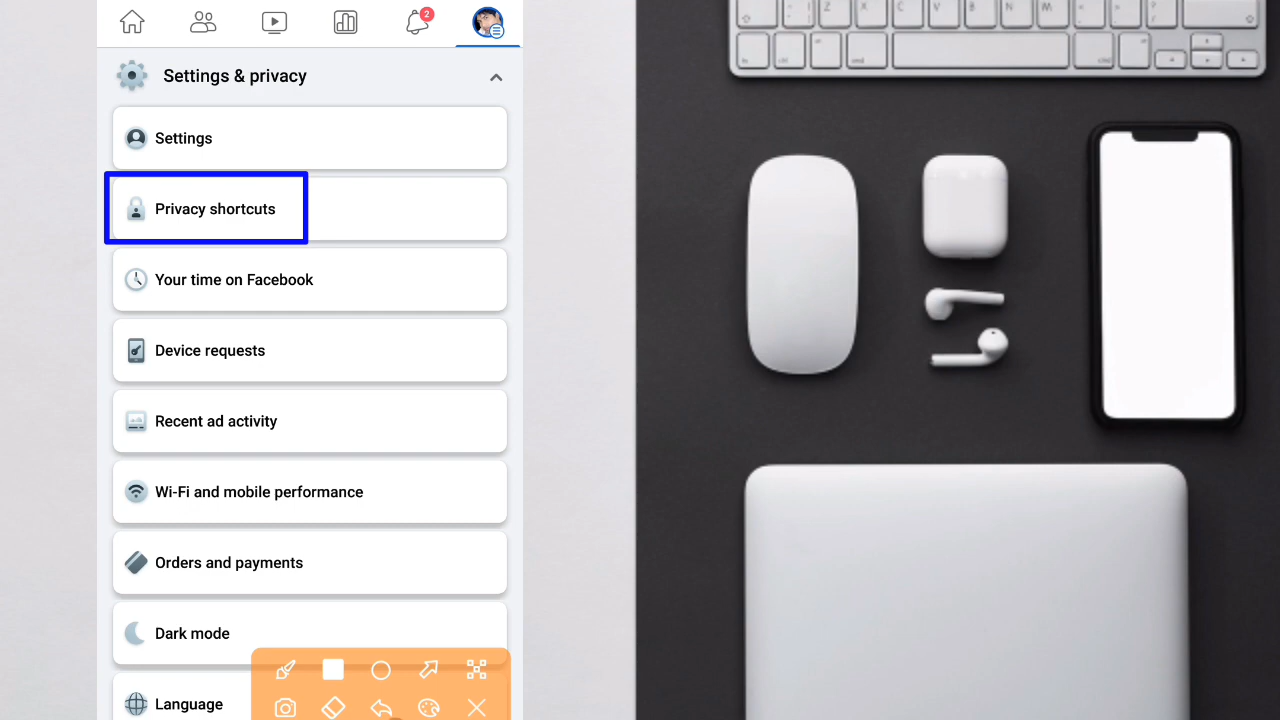 2
Settings & privacy
Settings
Privacy shortcuts
Your time on Facebook
Device requests
Recent ad activity
Wi-Fi and mobile performance
Orders and payments
Dark mode
Language
Z X C V B N M